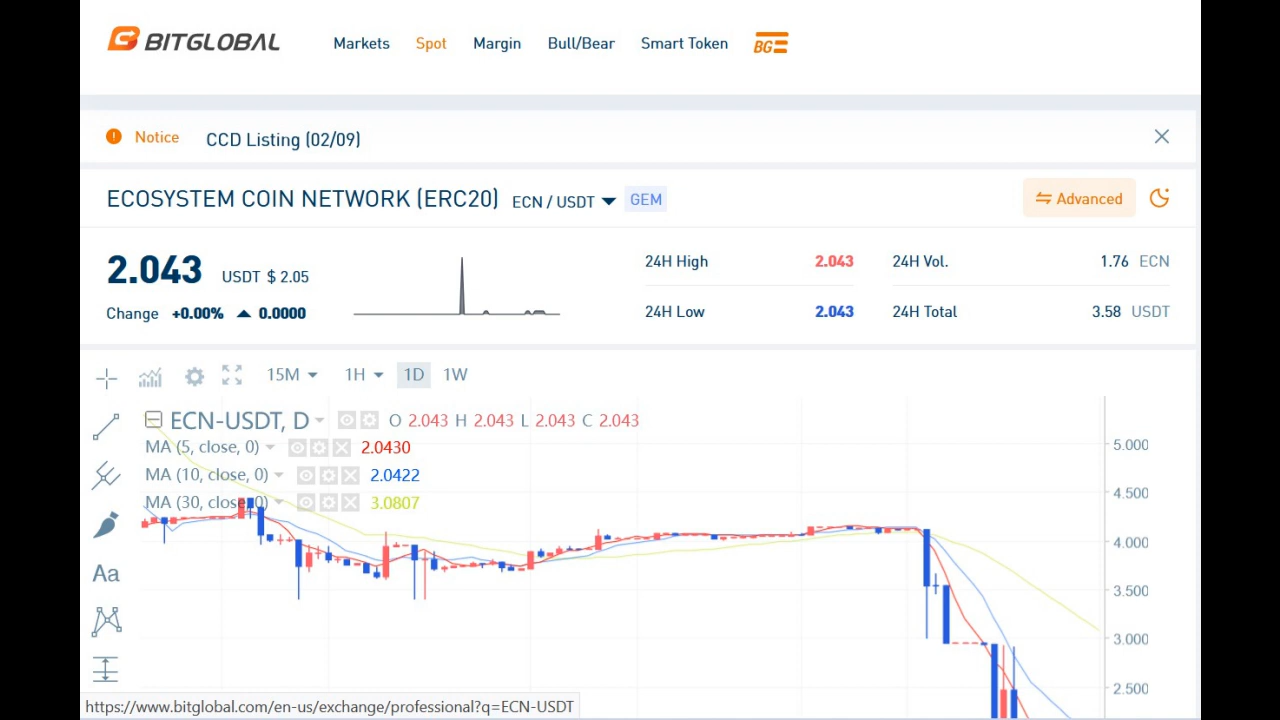 BITGLOBAL Markets Spot Margin Bull/Bear Smart Token BG
Notice CCD Listing (02/09)
ECOSYSTEM COIN NETWORK (ERC20) ECN / USDT GEM Advanced
2.043 USDT $ 2.05
Change +0.00% 0.0000
24H High 2.043 24H Vol. 1.76 ECN
24H Low 2.043 24H Total 3.58 USDT
15M 1H 1D 1W
ECN-USDT, D O 2.043 H 2.043 L 2.043 C 2.043
MA (5, close, 0) 2.0430
MA (10, close, 0) 2.0422
MA (30, close, 0) 3.0807
Aa
5.000
4.500
4.000
3.500
3.000
2.500
https://www.bitglobal.com/en-us/exchange/professional?q=ECN-USDT